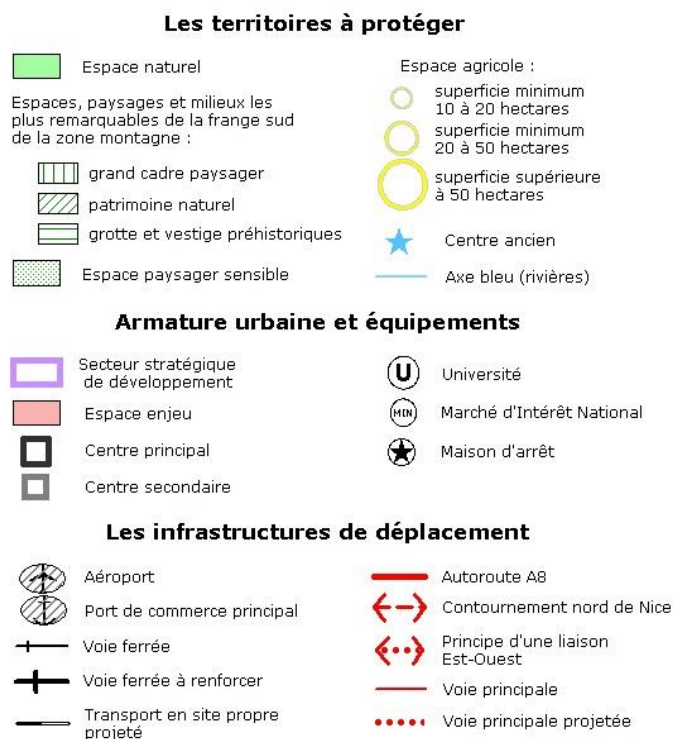 Les territoires à protéger
Espace naturel
Espaces, paysages et milieux les
plus remarquables de la frange sud
de la zone montagne :
grand cadre paysager
patrimoine naturel
grotte et vestige préhistoriques
Espace paysager sensible
Espace agricole :
superficie minimum
10 à 20 hectares
superficie minimum
20 à 50 hectares
superficie supérieure
à 50 hectares
Centre ancien
Axe bleu (rivières)
Armature urbaine et équipements
Secteur stratégique
de développement
Espace enjeu
Centre principal
Centre secondaire
U
Université
MIN
Marché d'Intérêt National
Maison d'arrêt
Les infrastructures de déplacement
Aéroport
Port de commerce principal
Voie ferrée
Voie ferrée à renforcer
Transport en site propre
projeté
Autoroute A8
Contournement nord de Nice
Principe d'une liaison
Est-Ouest
Voie principale
Voie principale projetée